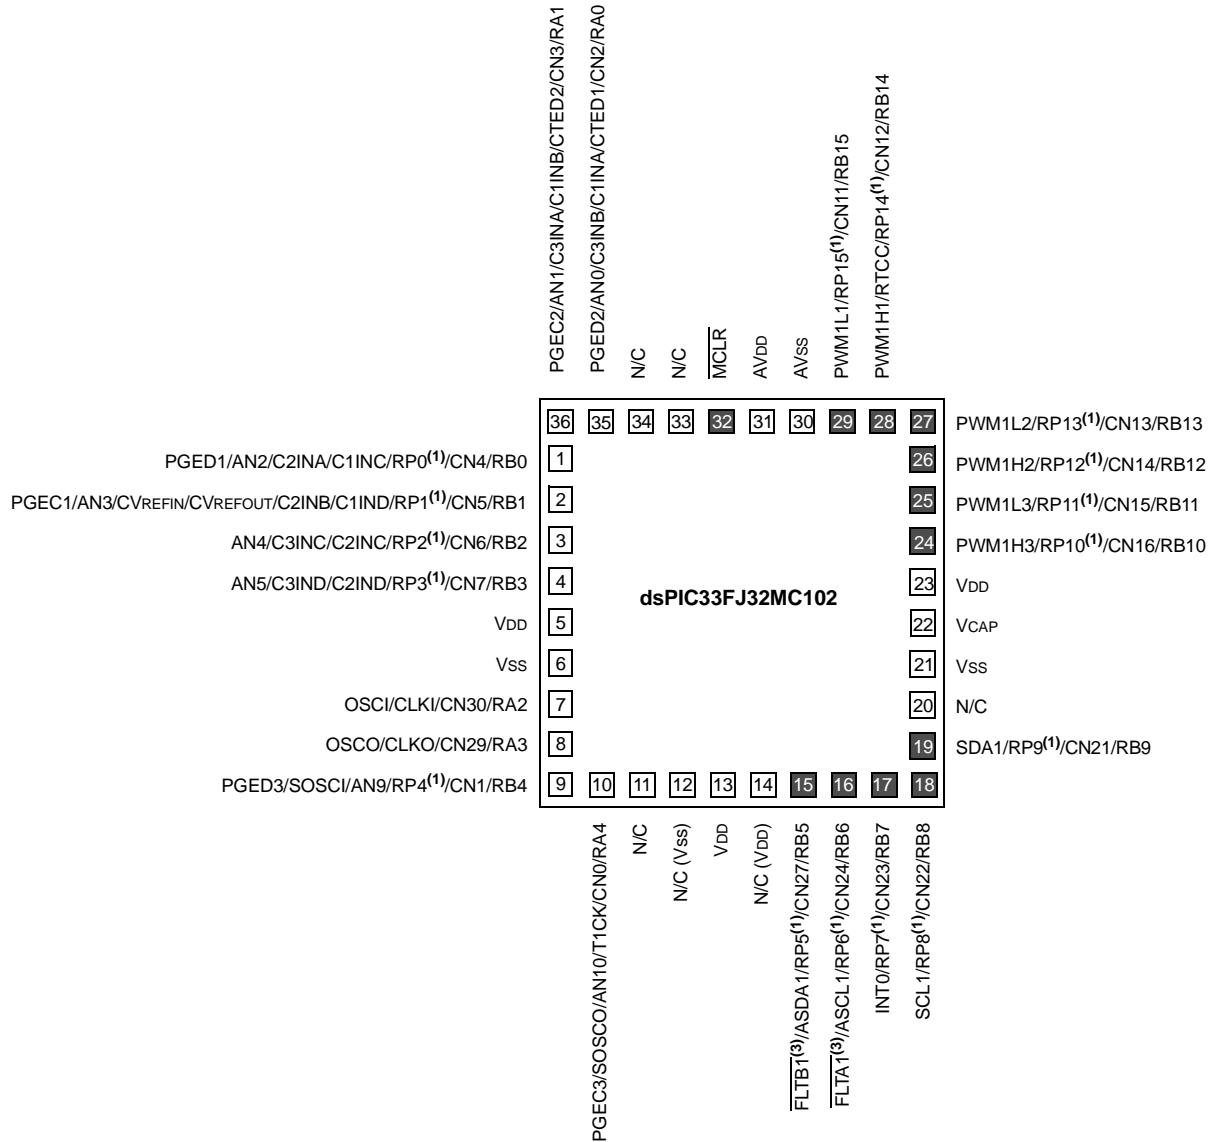 PGEC2/AN1/C3INA/C1INB/CTED2/CN3/RA1
PGED2/AN0/C3INB/C1INA/CTED1/CN2/RA0
N/C
N/C
MCLR
AVDD
AVSS
PWM1L1/RP15(1)/CN11/RB15
PWM1H1/RTCC/RP14(1)/CN12/RB14
36 35 34 33 32 31 30 29 28 27
PWM1L2/RP13(1)/CN13/RB13
PGED1/AN2/C2INA/C1INC/RP0(1)/CN4/RB0
1
26
PWM1H2/RP12(1)/CN14/RB12
PGEC1/AN3/CVREFIN/CVREFOUT/C2INB/C1IND/RP1(1)/CN5/RB1
2
25
PWM1L3/RP11(1)/CN15/RB11
AN4/C3INC/C2INC/RP2(1)/CN6/RB2
3
24
PWM1H3/RP10(1)/CN16/RB10
AN5/C3IND/C2IND/RP3(1)/CN7/RB3
4
23
VDD
dsPIC33FJ32MC102
VDD
5
22
VCAP
VSS
6
21
VSS
OSCI/CLKI/CN30/RA2
7
20
N/C
OSCO/CLKO/CN29/RA3
8
19
SDA1/RP9(1)/CN21/RB9
PGED3/SOSCI/AN9/RP4(1)/CN1/RB4
9 10 11 12 13 14 15 16 17 18
PGEC3/SOSCO/AN10/T1CK/CN0/RA4
N/C
N/C (VSS)
VDD
N/C (VDD)
FLTB1(3)/ASDA1/RP5(1)/CN27/RB5
FLTA1(3)/ASCL1/RP6(1)/CN24/RB6
INT0/RP7(1)/CN23/RB7
SCL1/RP8(1)/CN22/RB8